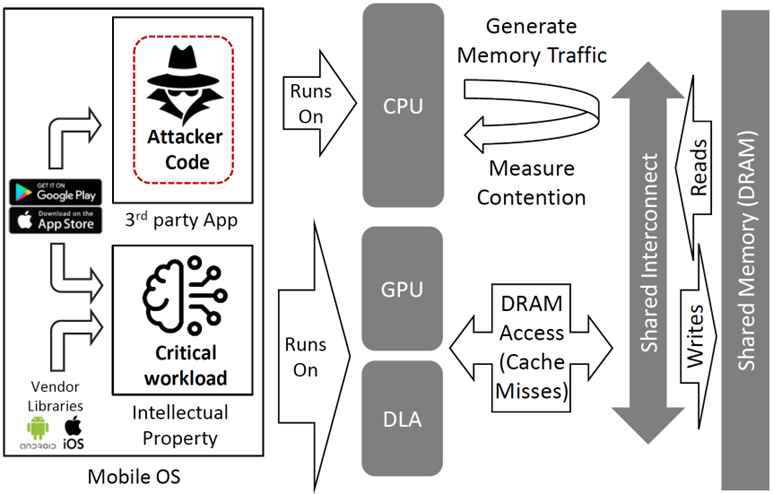 Attacker
Code
3rd party App
GET IT ON
Google Play
Download on the
App Store
Critical
workload
Intellectual
Property
Vendor
Libraries
ANDROID
iOS
Mobile OS
Runs
On
Runs
On
CPU
GPU
DLA
Generate
Memory Traffic
Measure
Contention
DRAM
Access
(Cache
Misses)
Shared Interconnect
Reads
Writes
Shared Memory (DRAM)